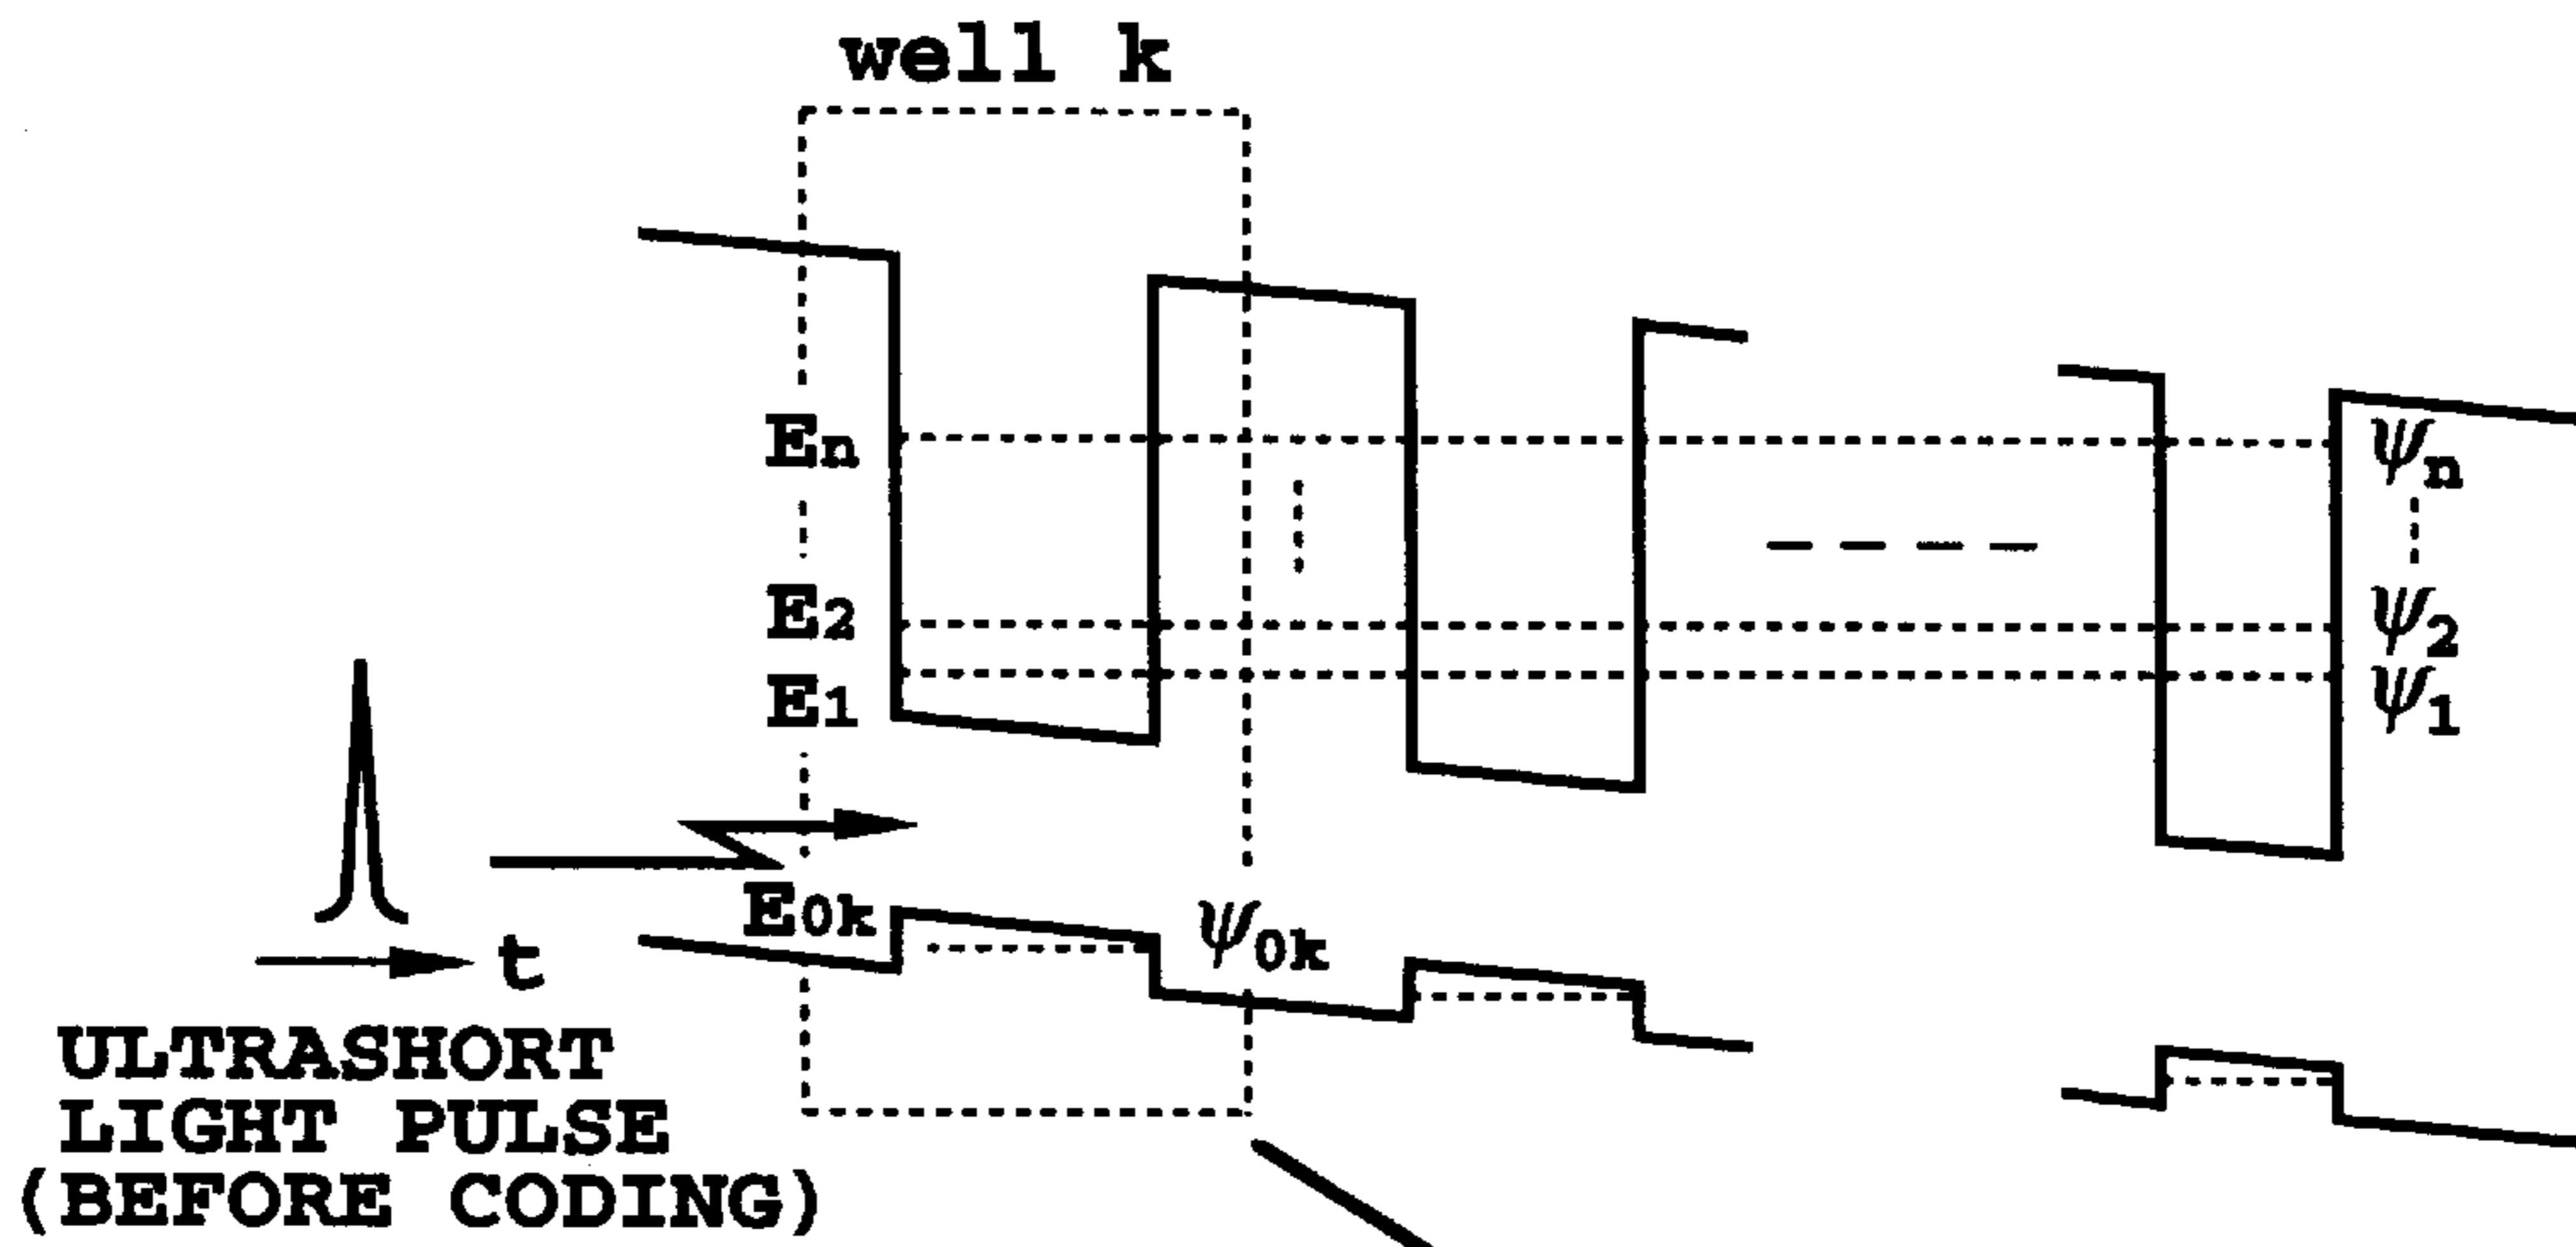 well k
En
E2
E1
E0k
ψn
ψ2
ψ1
ψ0k
t
ULTRASHORT
LIGHT PULSE
(BEFORE CODING)